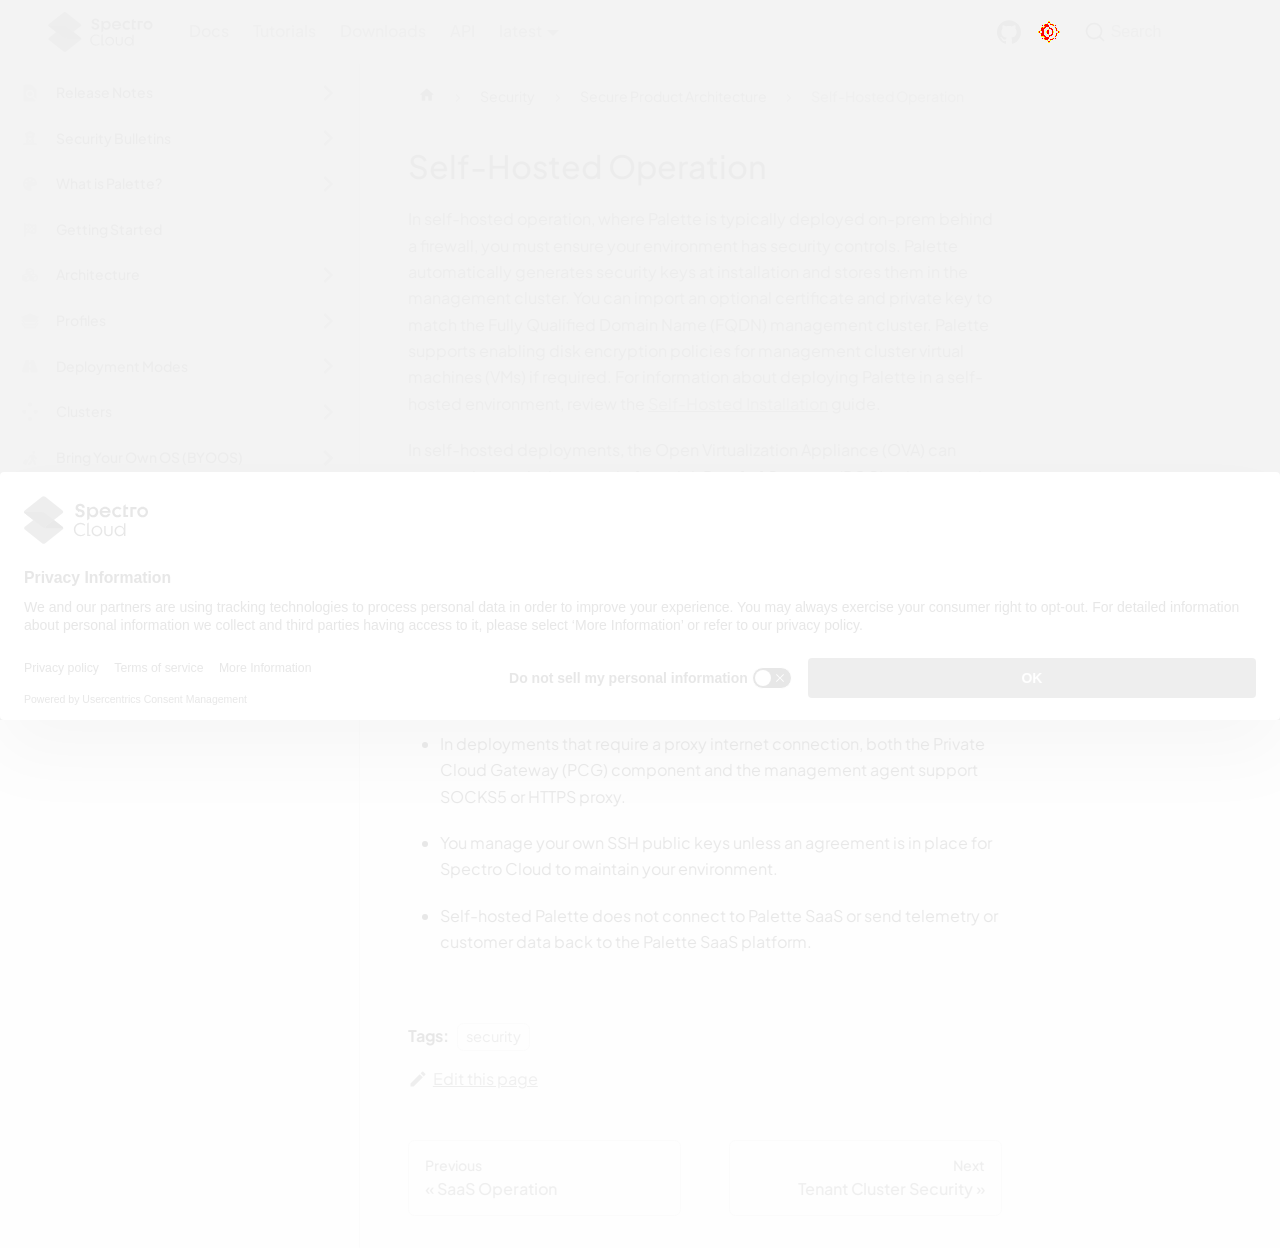 Spectro Cloud
Docs Tutorials Downloads API latest
Search
Release Notes
Security Bulletins
What is Palette?
Getting Started
Architecture
Profiles
Deployment Modes
Clusters
Bring Your Own OS (BYOOS)
Security
Secure Product Architecture
Self-Hosted Operation
Self-Hosted Operation
In self-hosted operation, where Palette is typically deployed on-prem behind
a firewall, you must ensure your environment has security controls. Palette
automatically generates security keys at installation and stores them in the
management cluster. You can import an optional certificate and private key to
match the Fully Qualified Domain Name (FQDN) management cluster. Palette
supports enabling disk encryption policies for management cluster virtual
machines (VMs) if required. For information about deploying Palette in a self-
hosted environment, review the Self-Hosted Installation guide.
In self-hosted deployments, the Open Virtualization Appliance (OVA) can
Spectro
Cloud
Privacy Information
We and our partners are using tracking technologies to process personal data in order to improve your experience. You may always exercise your consumer right to opt-out. For detailed information
about personal information we collect and third parties having access to it, please select 'More Information' or refer to our privacy policy.
Privacy policy Terms of service More Information
Powered by Usercentrics Consent Management
Do not sell my personal information
OK
In deployments that require a proxy internet connection, both the Private
Cloud Gateway (PCG) component and the management agent support
SOCKS5 or HTTPS proxy.
You manage your own SSH public keys unless an agreement is in place for
Spectro Cloud to maintain your environment.
Self-hosted Palette does not connect to Palette SaaS or send telemetry or
customer data back to the Palette SaaS platform.
Tags: security
Edit this page
Previous
« SaaS Operation
Next
Tenant Cluster Security »